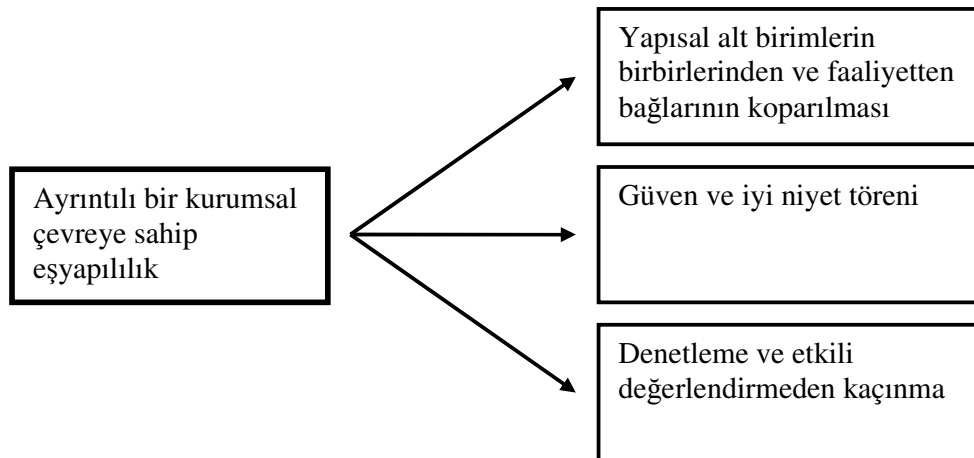 Yapısal alt birimlerin
birbirlerinden ve faaliyetten
bağlarının koparılması
Ayrıntılı bir kurumsal
çevreye sahip
eşyapılılık
Güven ve iyi niyet töreni
Denetleme ve etkili
değerlendirmeden kaçınma